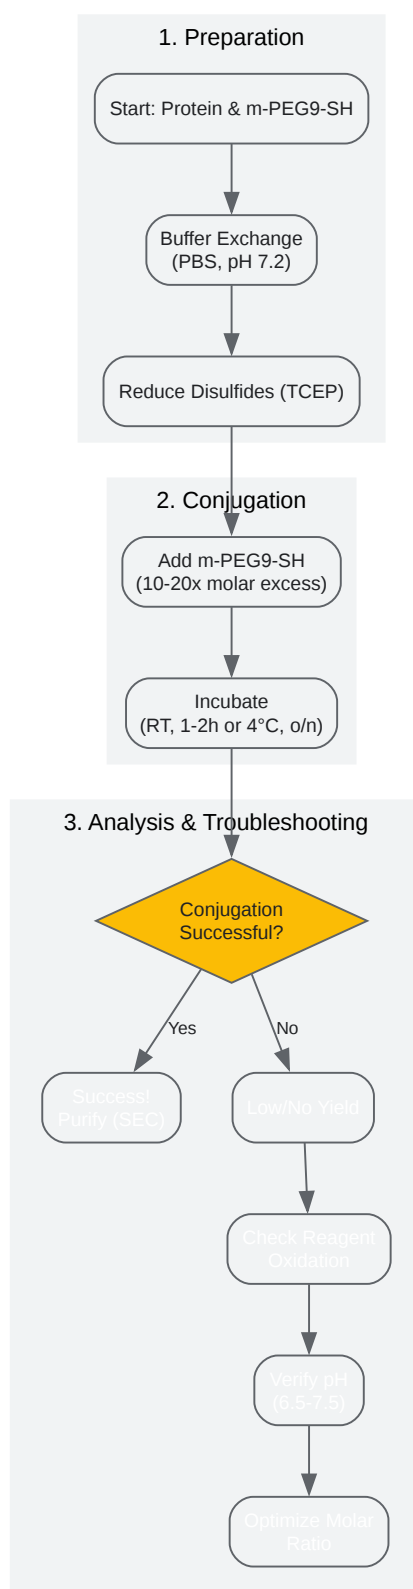 1. Preparation
Start: Protein & m-PEG9-SH
Buffer Exchange
(PBS, pH 7.2)
Reduce Disulfides (TCEP)
2. Conjugation
Add m-PEG9-SH
(10-20x molar excess)
Incubate
(RT, 1-2h or 4°C, o/n)
3. Analysis & Troubleshooting
Conjugation
Successful?
Yes
No
Success!
Purify (SEC)
Low/No Yield
Check Reagent
Oxidation
Verify pH
(6.5-7.5)
Optimize Molar
Ratio